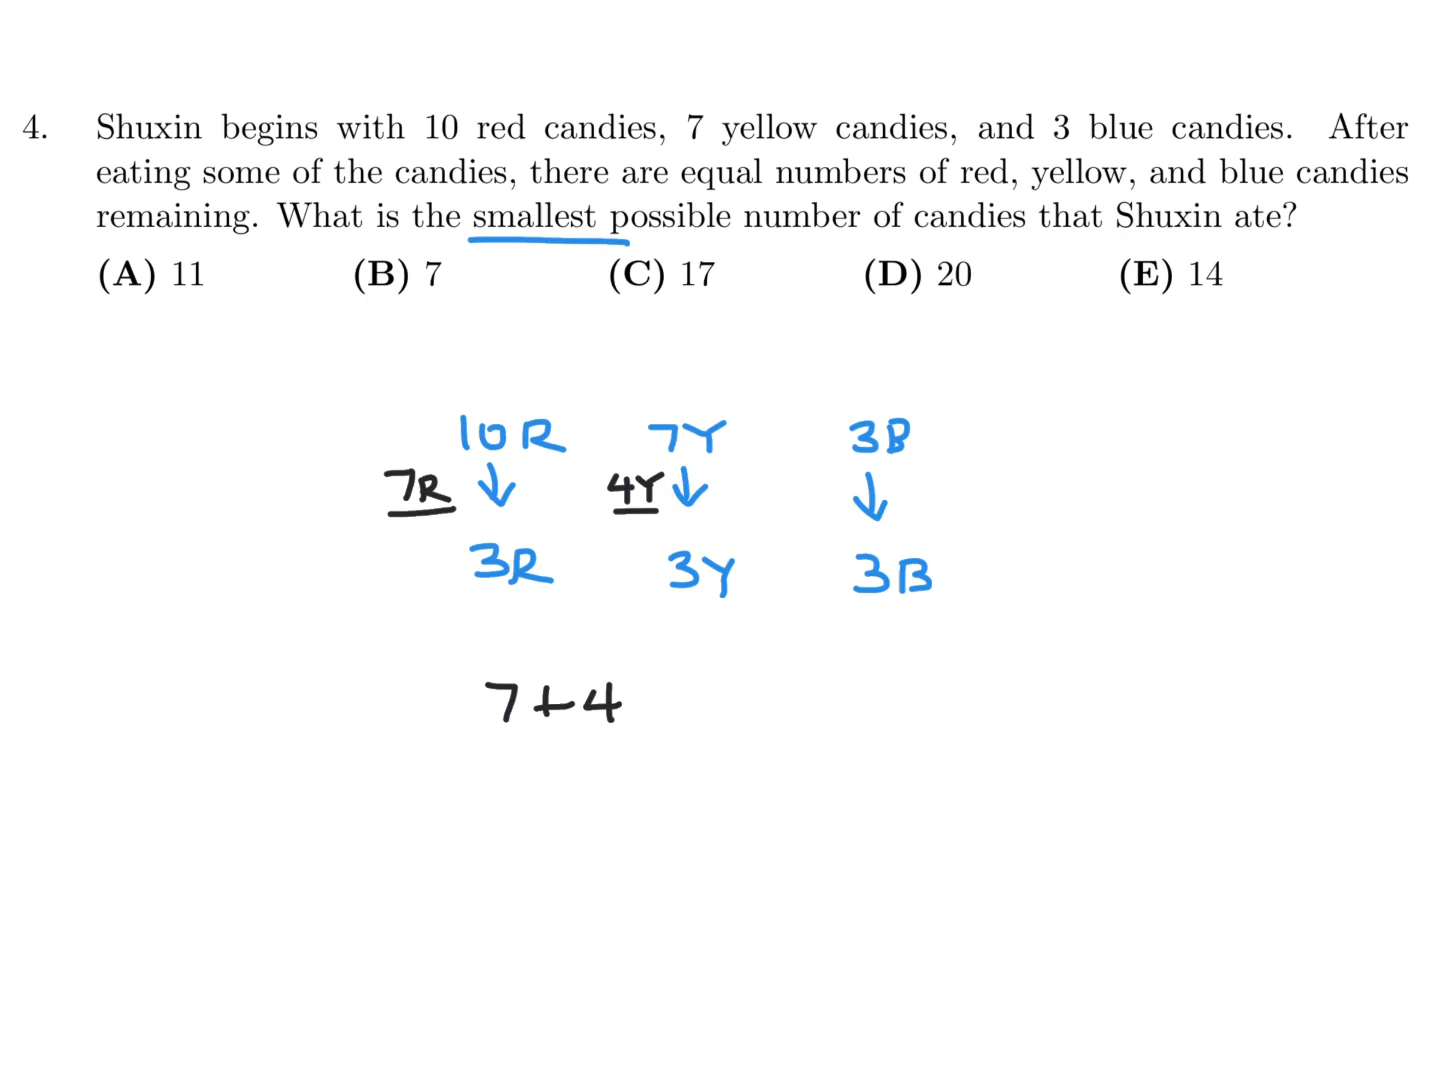 4. Shuxin begins with 10 red candies, 7 yellow candies, and 3 blue candies. After
eating some of the candies, there are equal numbers of red, yellow, and blue candies
remaining. What is the smallest possible number of candies that Shuxin ate?
(A) 11 (B) 7 (C) 17 (D) 20 (E) 14
10R 7Y 3B
7R ↓ 4Y ↓ ↓
3R 3Y 3B
7+4